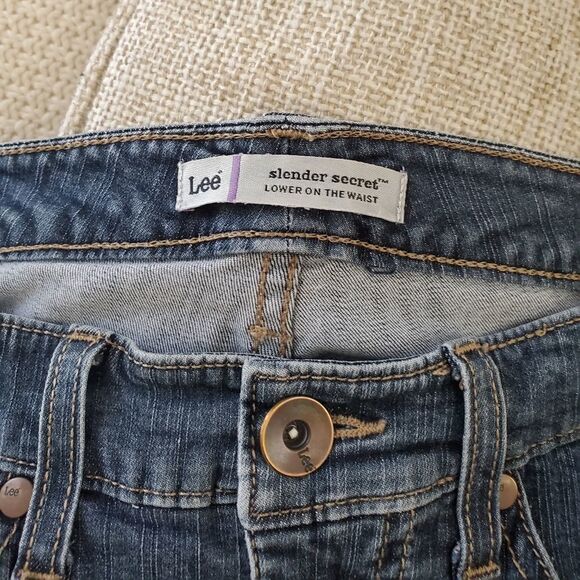 Lee®
slender secret™
LOWER ON THE WAIST
Lee
Lee